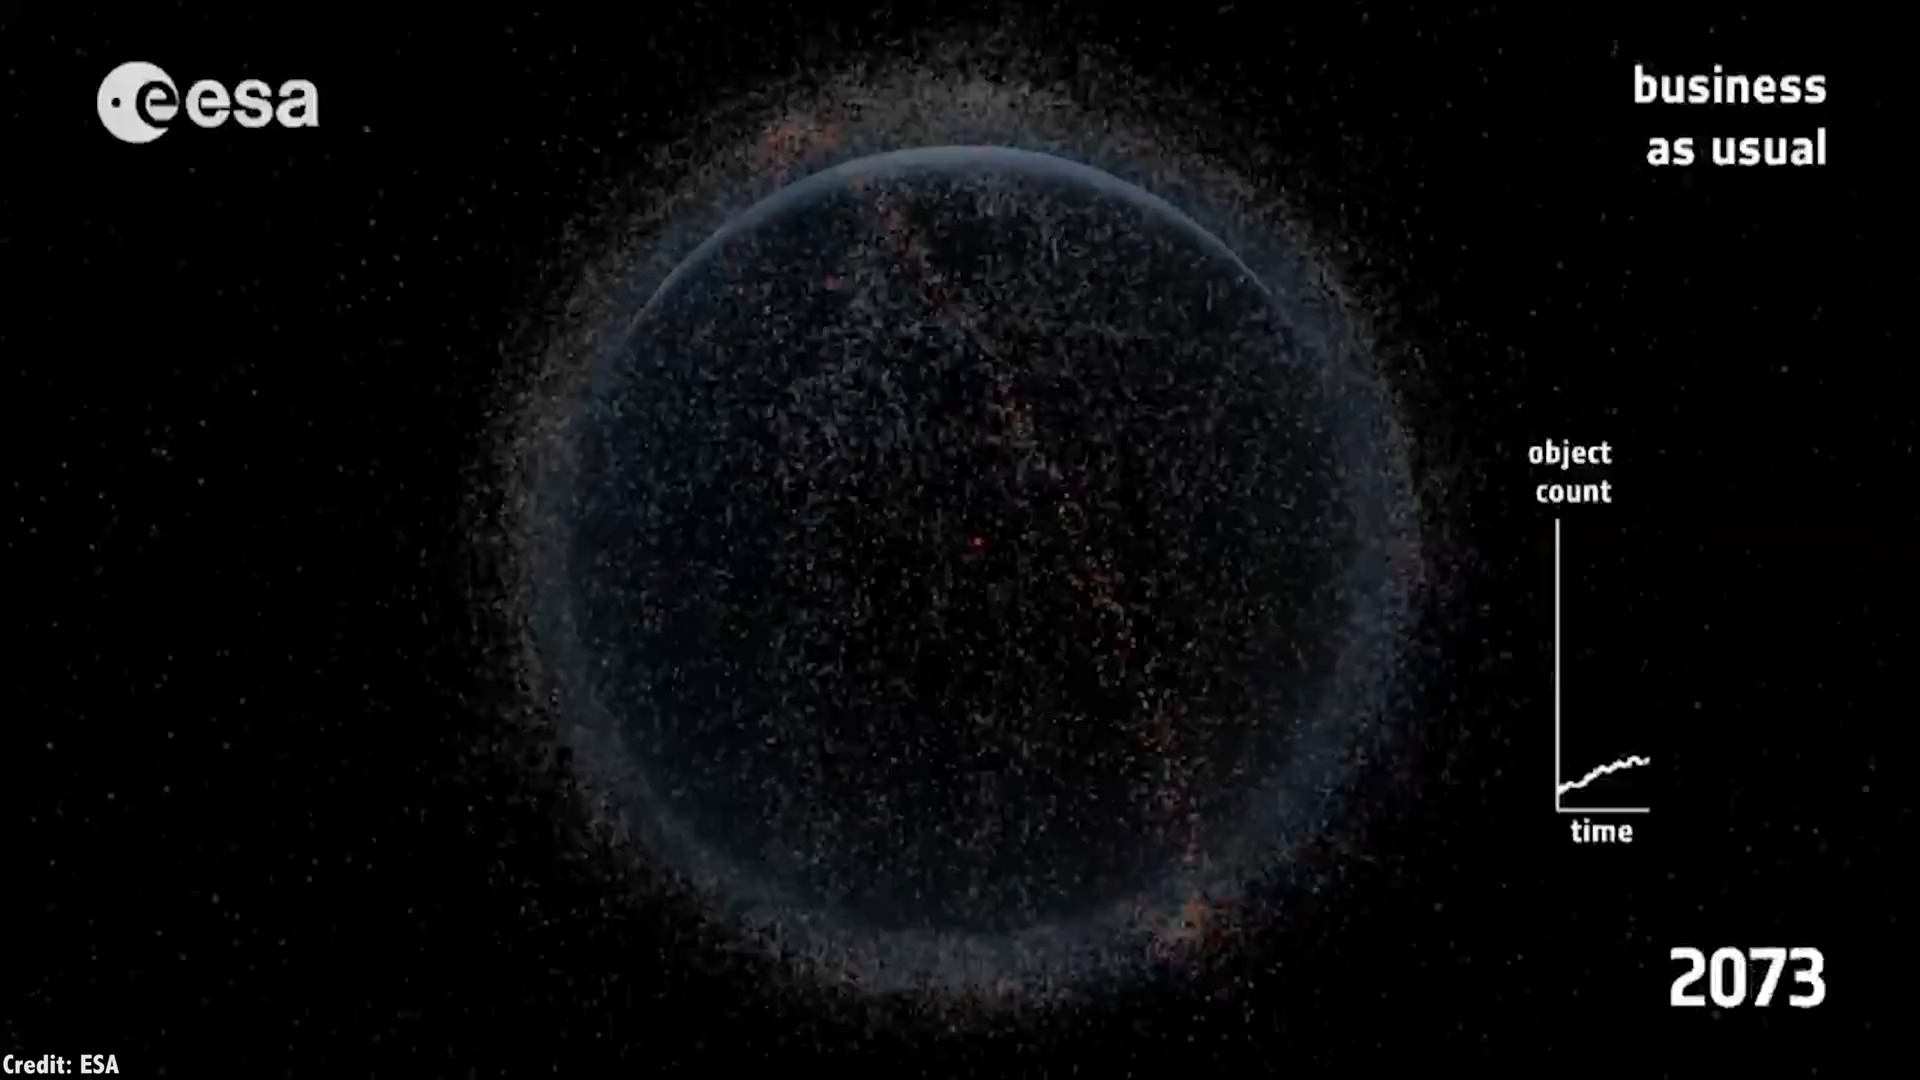 esa
business
as usual
object
count
time
2073
Credit: ESA